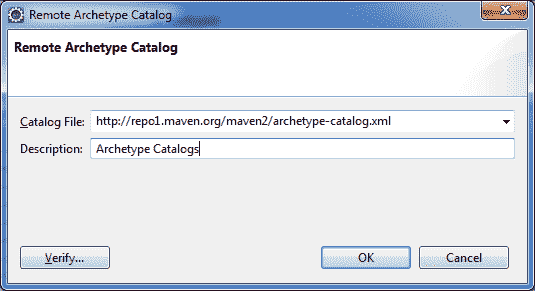 Remote Archetype Catalog
Remote Archetype Catalog
Catalog File: http://repo1.maven.org/maven2/archetype-catalog.xml
Description: Archetype Catalogs
Verify... OK Cancel